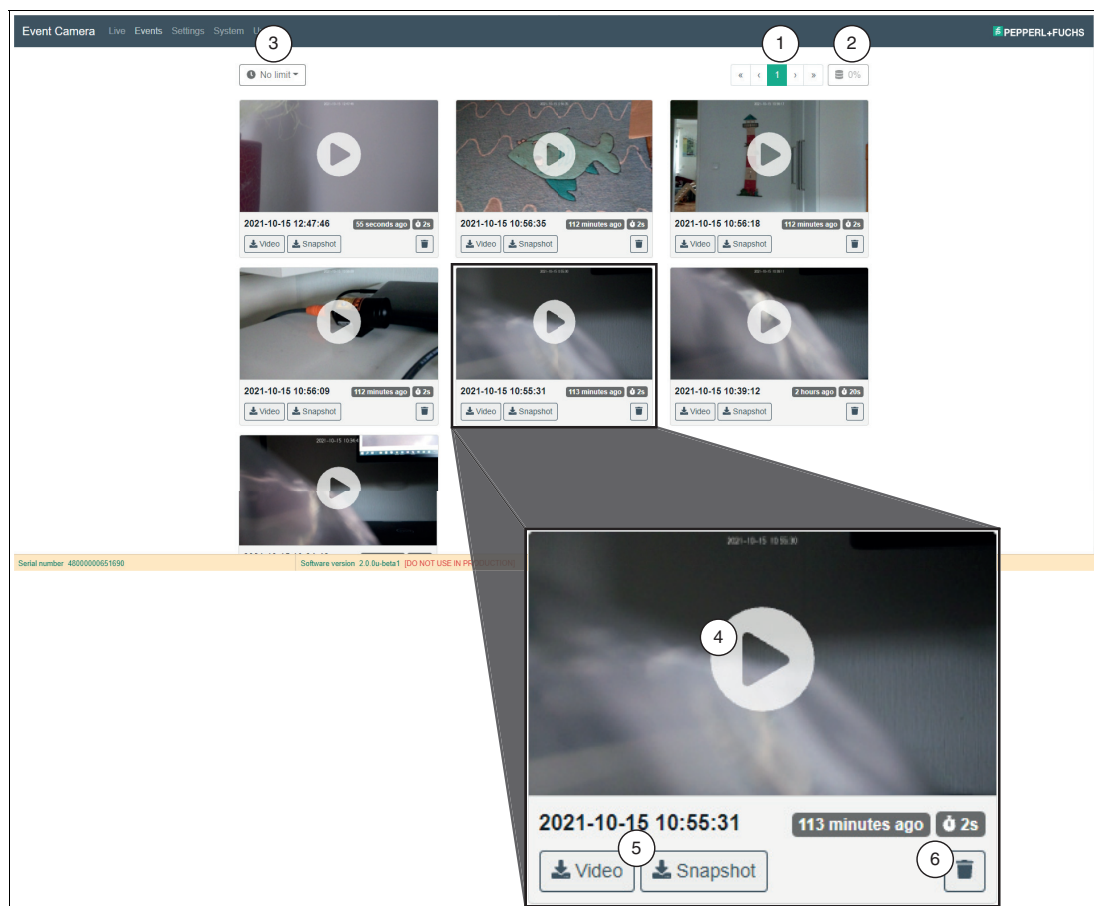 Event Camera Live Events Settings System PEPPERL+FUCHS
3 1 2
No limit « ‹ 1 › » 0%
2021-10-15 12:47:46 55 seconds ago 2s
Video Snapshot
2021-10-15 10:56:35 112 minutes ago 2s
Video Snapshot
2021-10-15 10:56:18 112 minutes ago 2s
Video Snapshot
2021-10-15 10:56:09 112 minutes ago 2s
Video Snapshot
2021-10-15 10:55:31 113 minutes ago 2s
Video Snapshot
2021-10-15 10:39:12 2 hours ago 20s
Video Snapshot
Serial number 48000000651690 Software version 2.0.0u-beta1 [DO NOT USE IN PRODUCTION]
2021-10-15 10:55:30
4
2021-10-15 10:55:31 113 minutes ago 2s
5 6
Video Snapshot